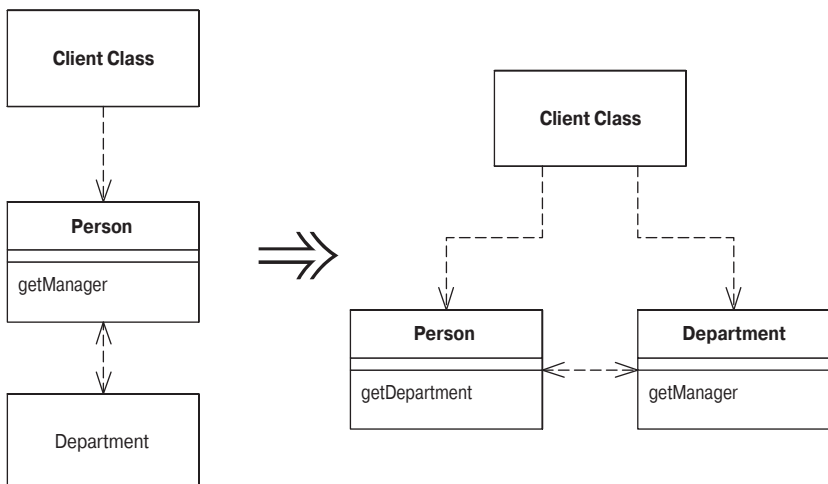 Client Class
Person
getManager
Department
Client Class
Person
getDepartment
Department
getManager